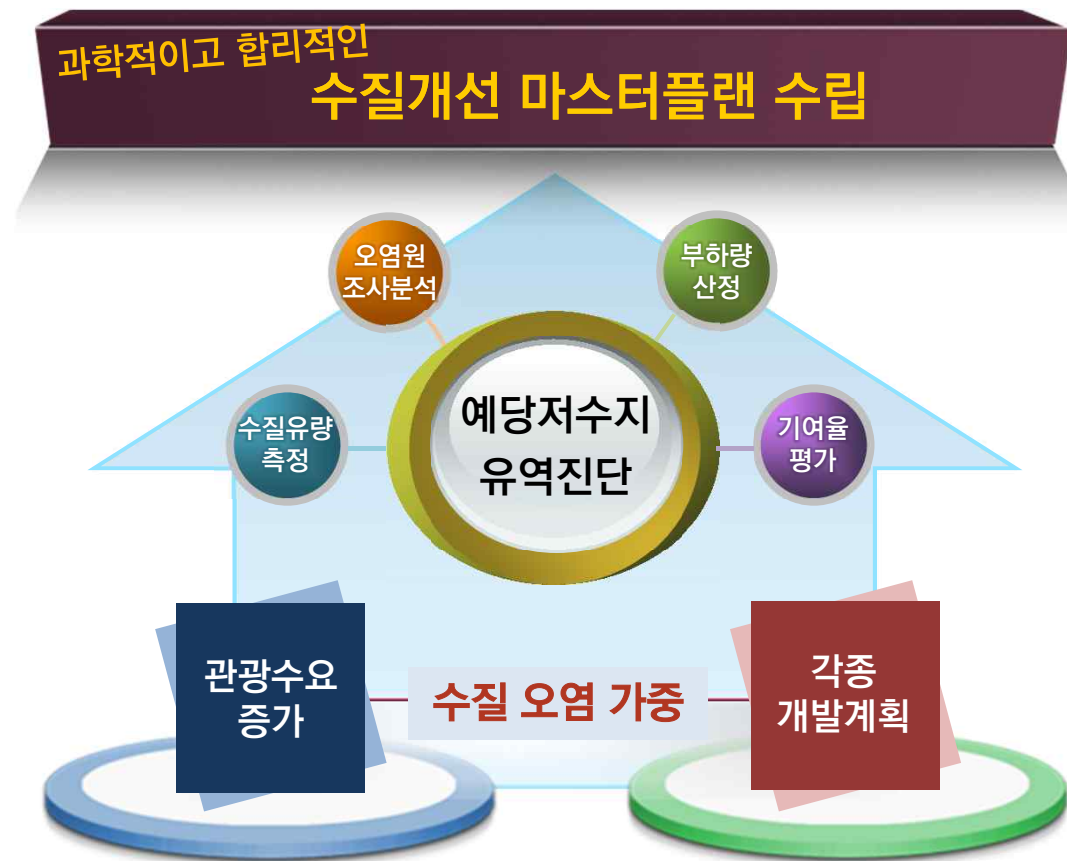 과학적이고 합리적인
수질개선 마스터플랜 수립
오염원
조사분석
부하량
산정
수질유량
측정
예당저수지
유역진단
기여율
평가
관광수요
증가
수질 오염 가중
각종
개발계획